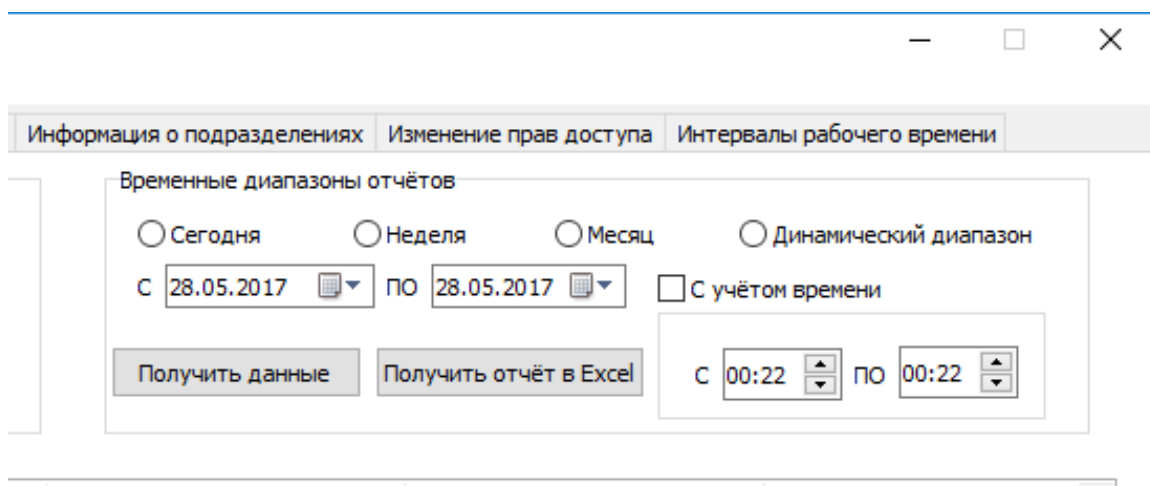 Информация о подразделениях Изменение прав доступа Интервалы рабочего времени
Временные диапазоны отчётов
Сегодня Неделя Месяц Динамический диапазон
С 28.05.2017 ПО 28.05.2017 С учётом времени
Получить данные Получить отчёт в Excel С 00:22 ПО 00:22